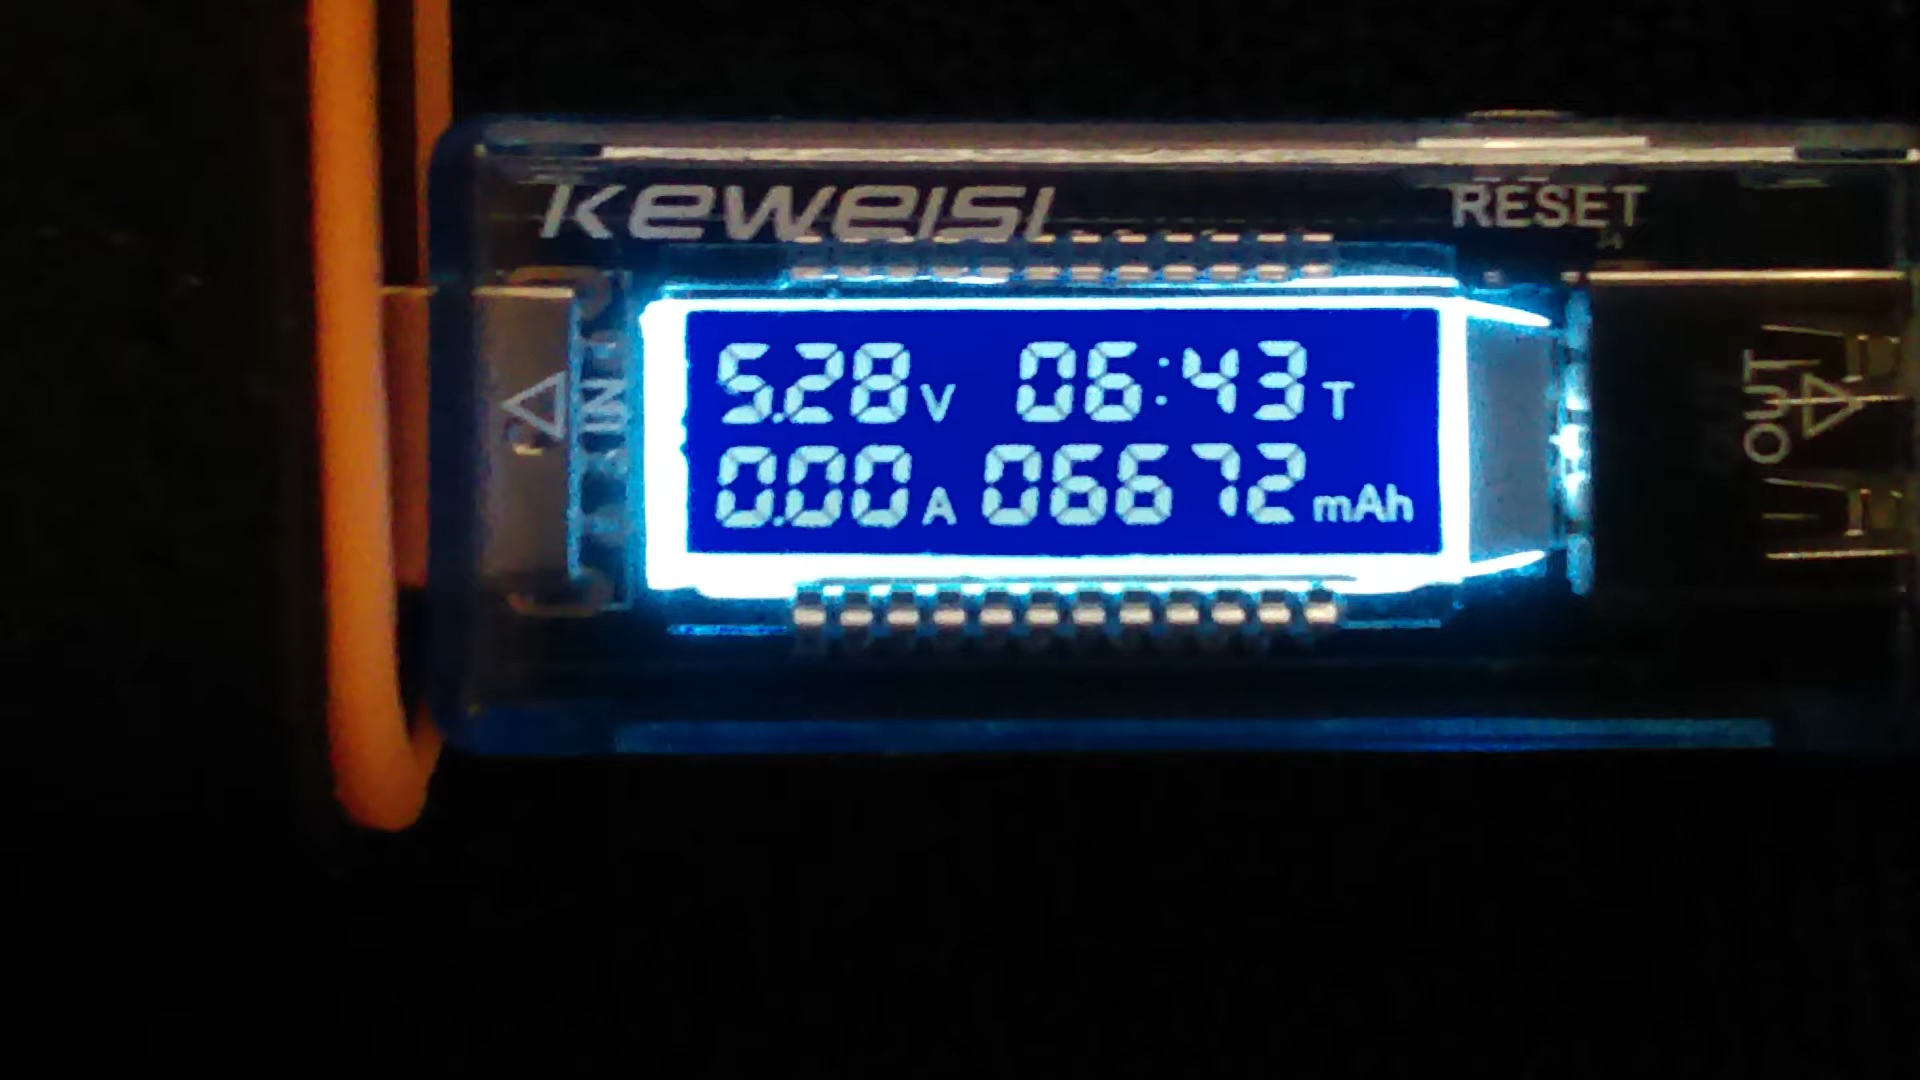 KEWEISI
RESET
5.28V 06:43T
0.00A 06672mAh
IN
OUT